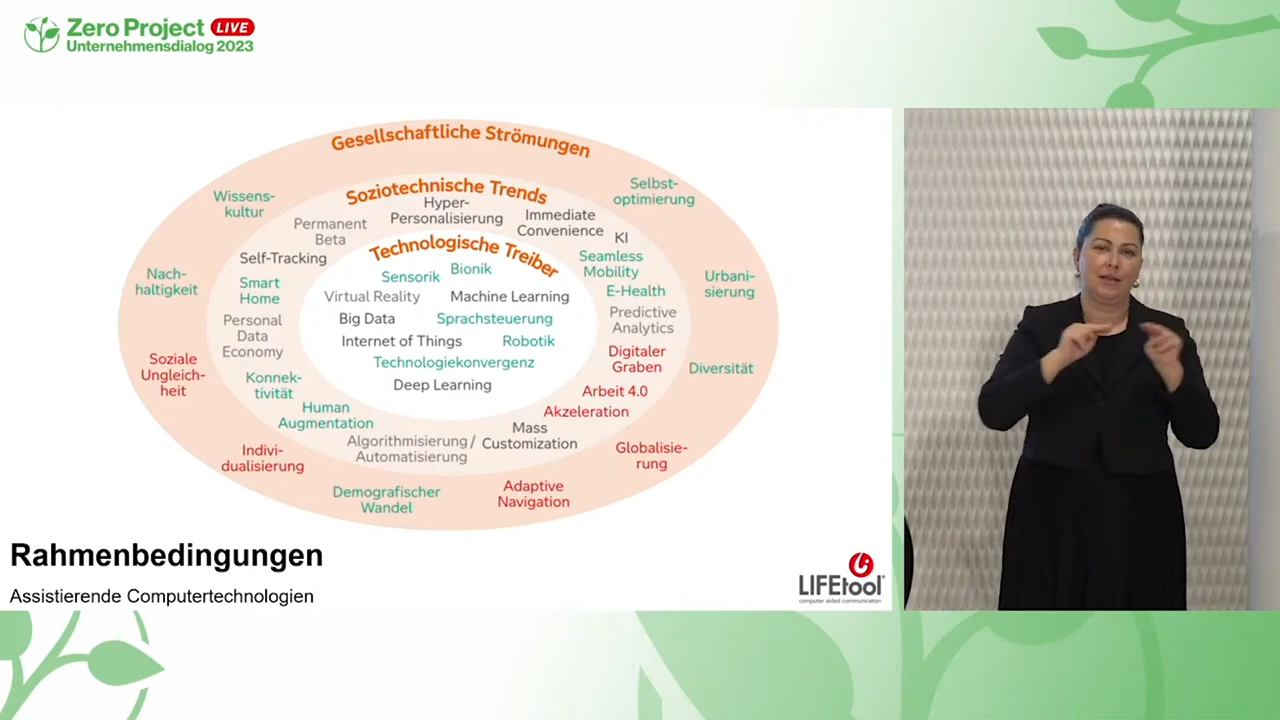 Zero Project LIVE
Unternehmensdialog 2023
Gesellschaftliche Strömungen
Wissens-
kultur
Selbst-
optimierung
Nach-
haltigkeit
Urbani-
sierung
Soziale
Ungleich-
heit
Diversität
Indivi-
dualisierung
Globalisie-
rung
Demografischer
Wandel
Adaptive
Navigation
Soziotechnische Trends
Hyper-
Personalisierung
Permanent
Beta
Immediate
Convenience
KI
Self-Tracking
Seamless
Mobility
Smart
Home
E-Health
Personal
Data
Economy
Predictive
Analytics
Digitaler
Graben
Konnek-
tivität
Arbeit 4.0
Human
Augmentation
Akzeleration
Algorithmisierung/
Automatisierung
Mass
Customization
Technologische Treiber
Sensorik
Bionik
Virtual Reality
Machine Learning
Big Data
Sprachsteuerung
Internet of Things
Robotik
Technologiekonvergenz
Deep Learning
Rahmenbedingungen
Assistierende Computertechnologien
LIFEtool®
computer aided communication